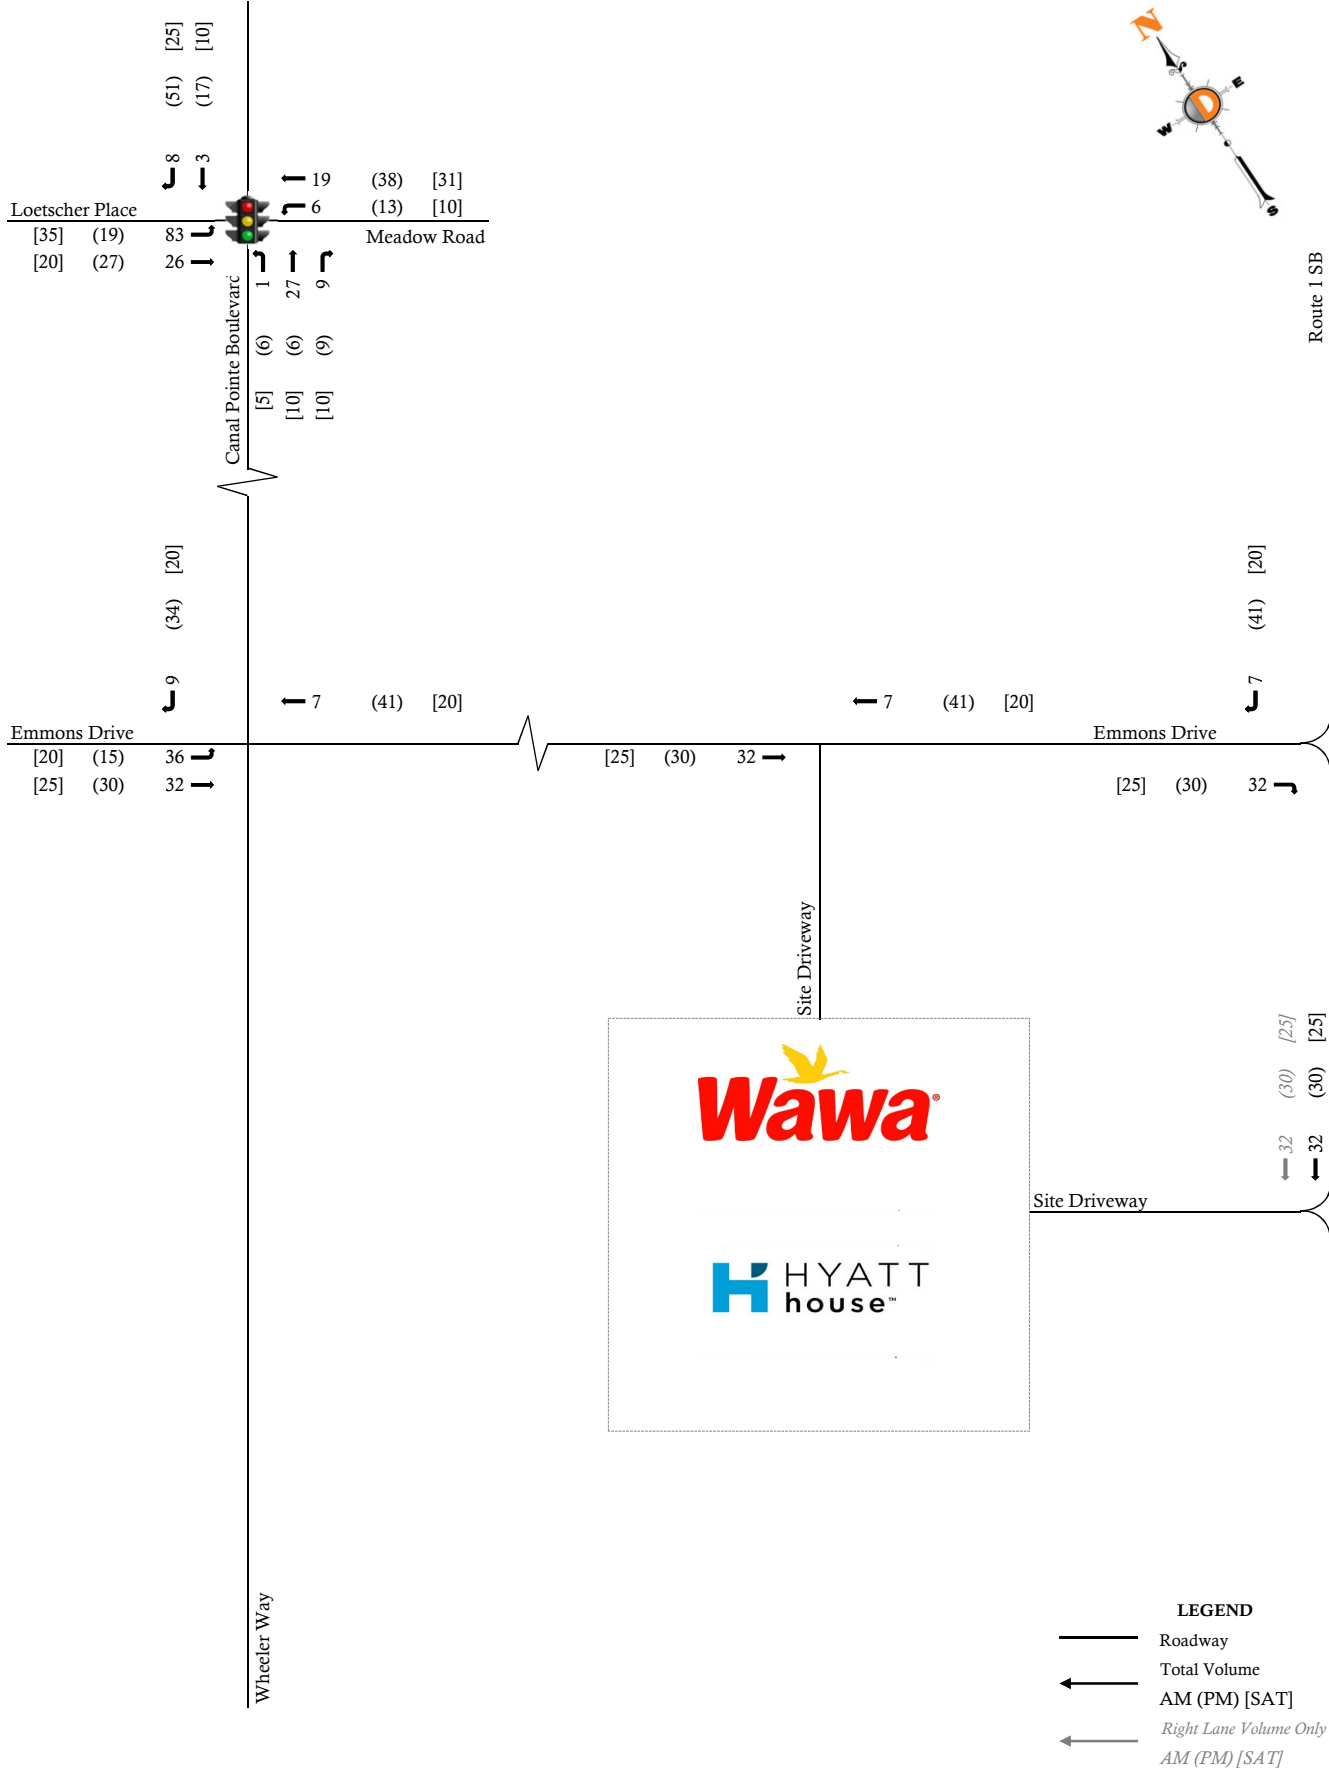 [25] [10]
(51) (17)
8 3
N
E
D
W
S
19 (38) [31]
6 (13) [10]
Loetscher Place
[35] (19) 83
[20] (27) 26
Meadow Road
1 27 9
(6) (6) (9)
[5] [10] [10]
Canal Pointe Boulevard
Route 1 SB
[20]
(34)
9
[20]
(41)
7
7 (41) [20]
7 (41) [20]
Emmons Drive
Emmons Drive
[20] (15) 36
[25] (30) 32
[25] (30) 32
[25] (30) 32
Site Driveway
[25] [25]
(30) (30)
32 32
Wawa®
Site Driveway
HYATT
house™
Wheeler Way
LEGEND
Roadway
Total Volume
AM (PM) [SAT]
Right Lane Volume Only
AM (PM) [SAT]